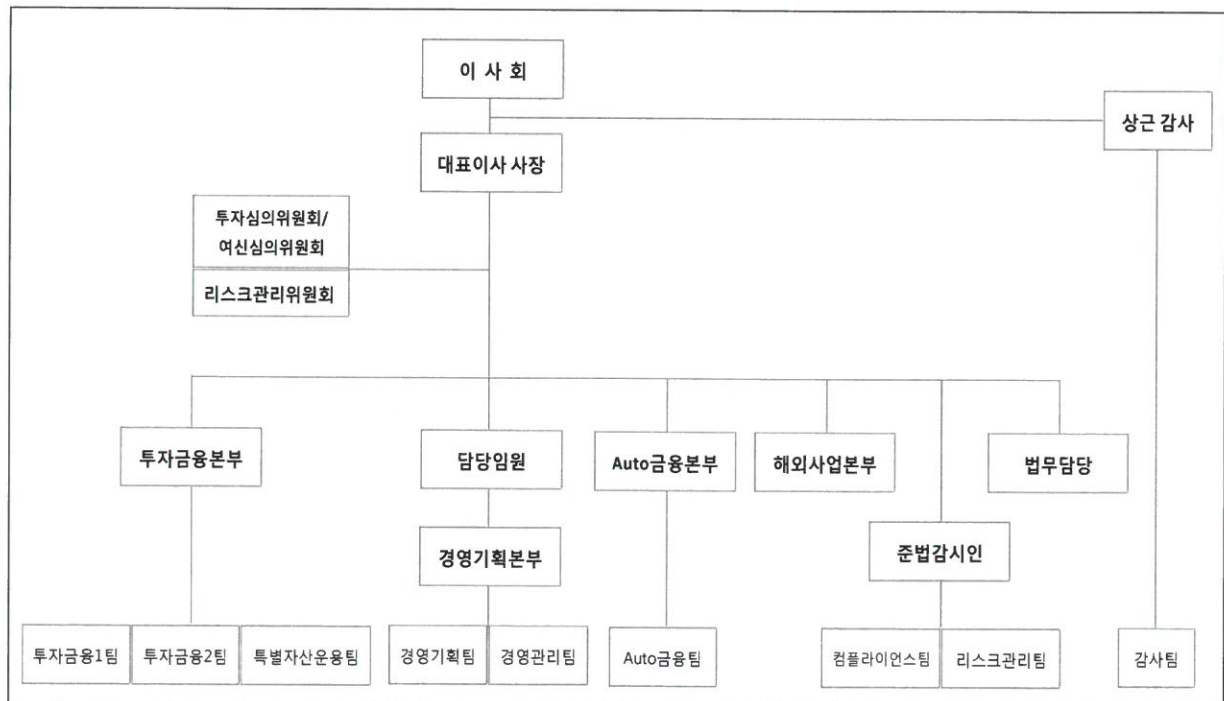 이 사 회
상근 감사
대표이사 사장
투자심의위원회/
여신심의위원회
리스크관리위원회
투자금융본부
담당임원
Auto금융본부
해외사업본부
법무담당
경영기획본부
준법감시인
투자금융1팀
투자금융2팀
특별자산운용팀
경영기획팀
경영관리팀
Auto금융팀
컴플라이언스팀
리스크관리팀
감사팀